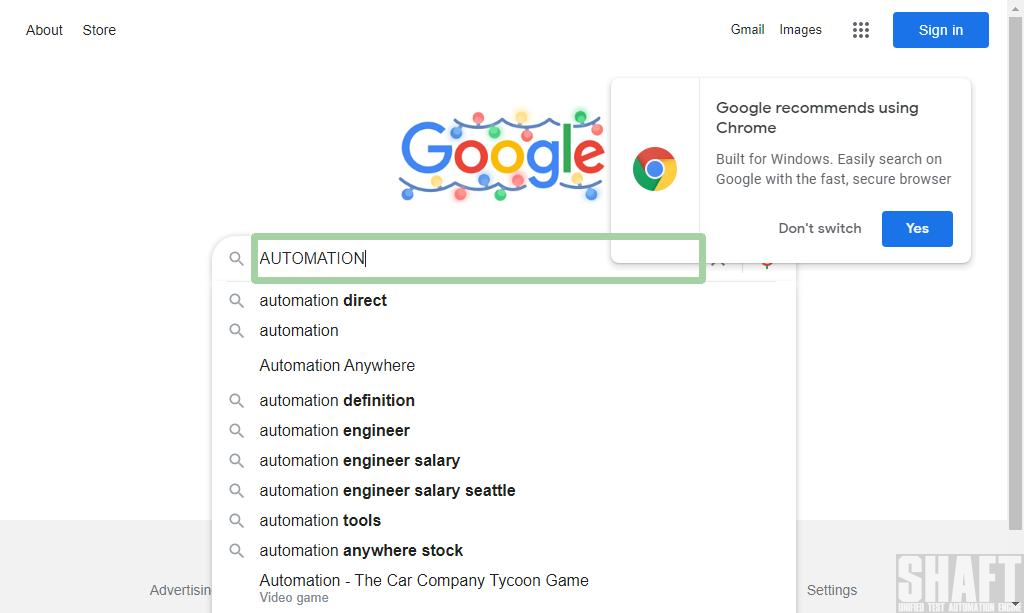 About Store Gmail Images Sign in
Google
Google recommends using
Chrome
Built for Windows. Easily search on
Google with the fast, secure browser
Don't switch Yes
AUTOMATION
automation direct
automation
Automation Anywhere
automation definition
automation engineer
automation engineer salary
automation engineer salary seattle
automation tools
automation anywhere stock
Automation - The Car Company Tycoon Game
Video game
Advertisin Settings
SHAFT
UNIFIED TEST AUTOMATION ENGI